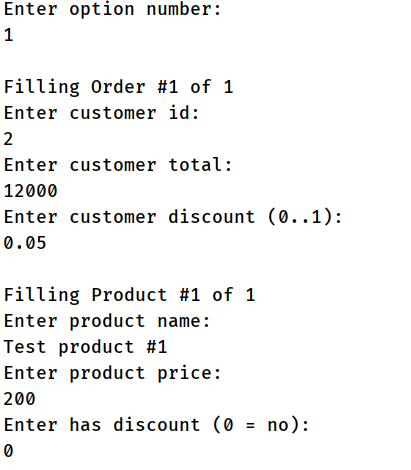 Enter option number:
1
Filling Order #1 of 1
Enter customer id:
2
Enter customer total:
12000
Enter customer discount (0..1):
0.05
Filling Product #1 of 1
Enter product name:
Test product #1
Enter product price:
200
Enter has discount (0 = no):
0